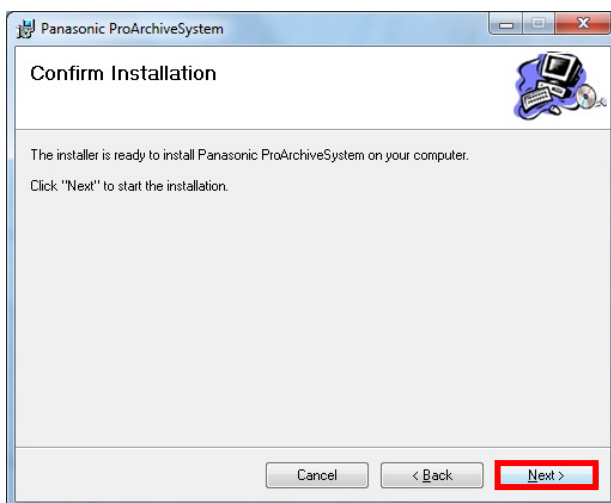 Panasonic ProArchiveSystem
Confirm Installation
The installer is ready to install Panasonic ProArchiveSystem on your computer.
Click "Next" to start the installation.
Cancel
< Back
Next >